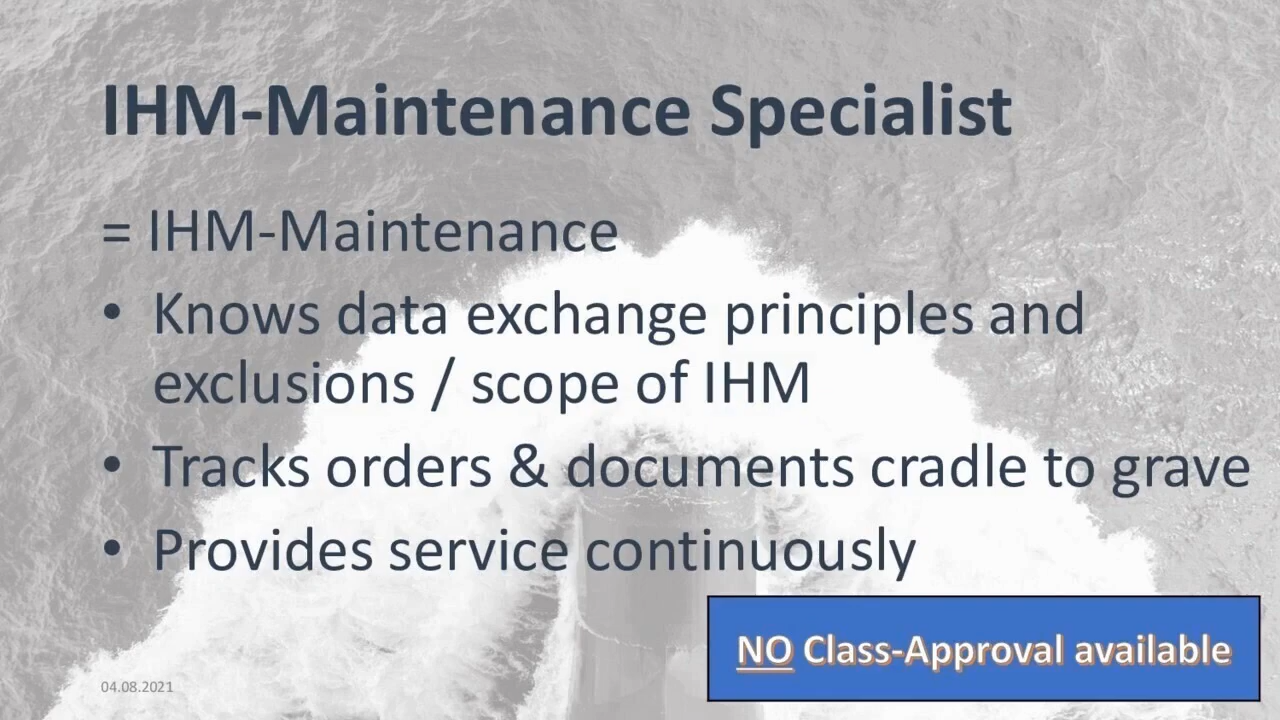 IHM-Maintenance Specialist
= IHM-Maintenance
• Knows data exchange principles and
exclusions / scope of IHM
• Tracks orders & documents cradle to grave
• Provides service continuously
NO Class-Approval available
04.08.2021